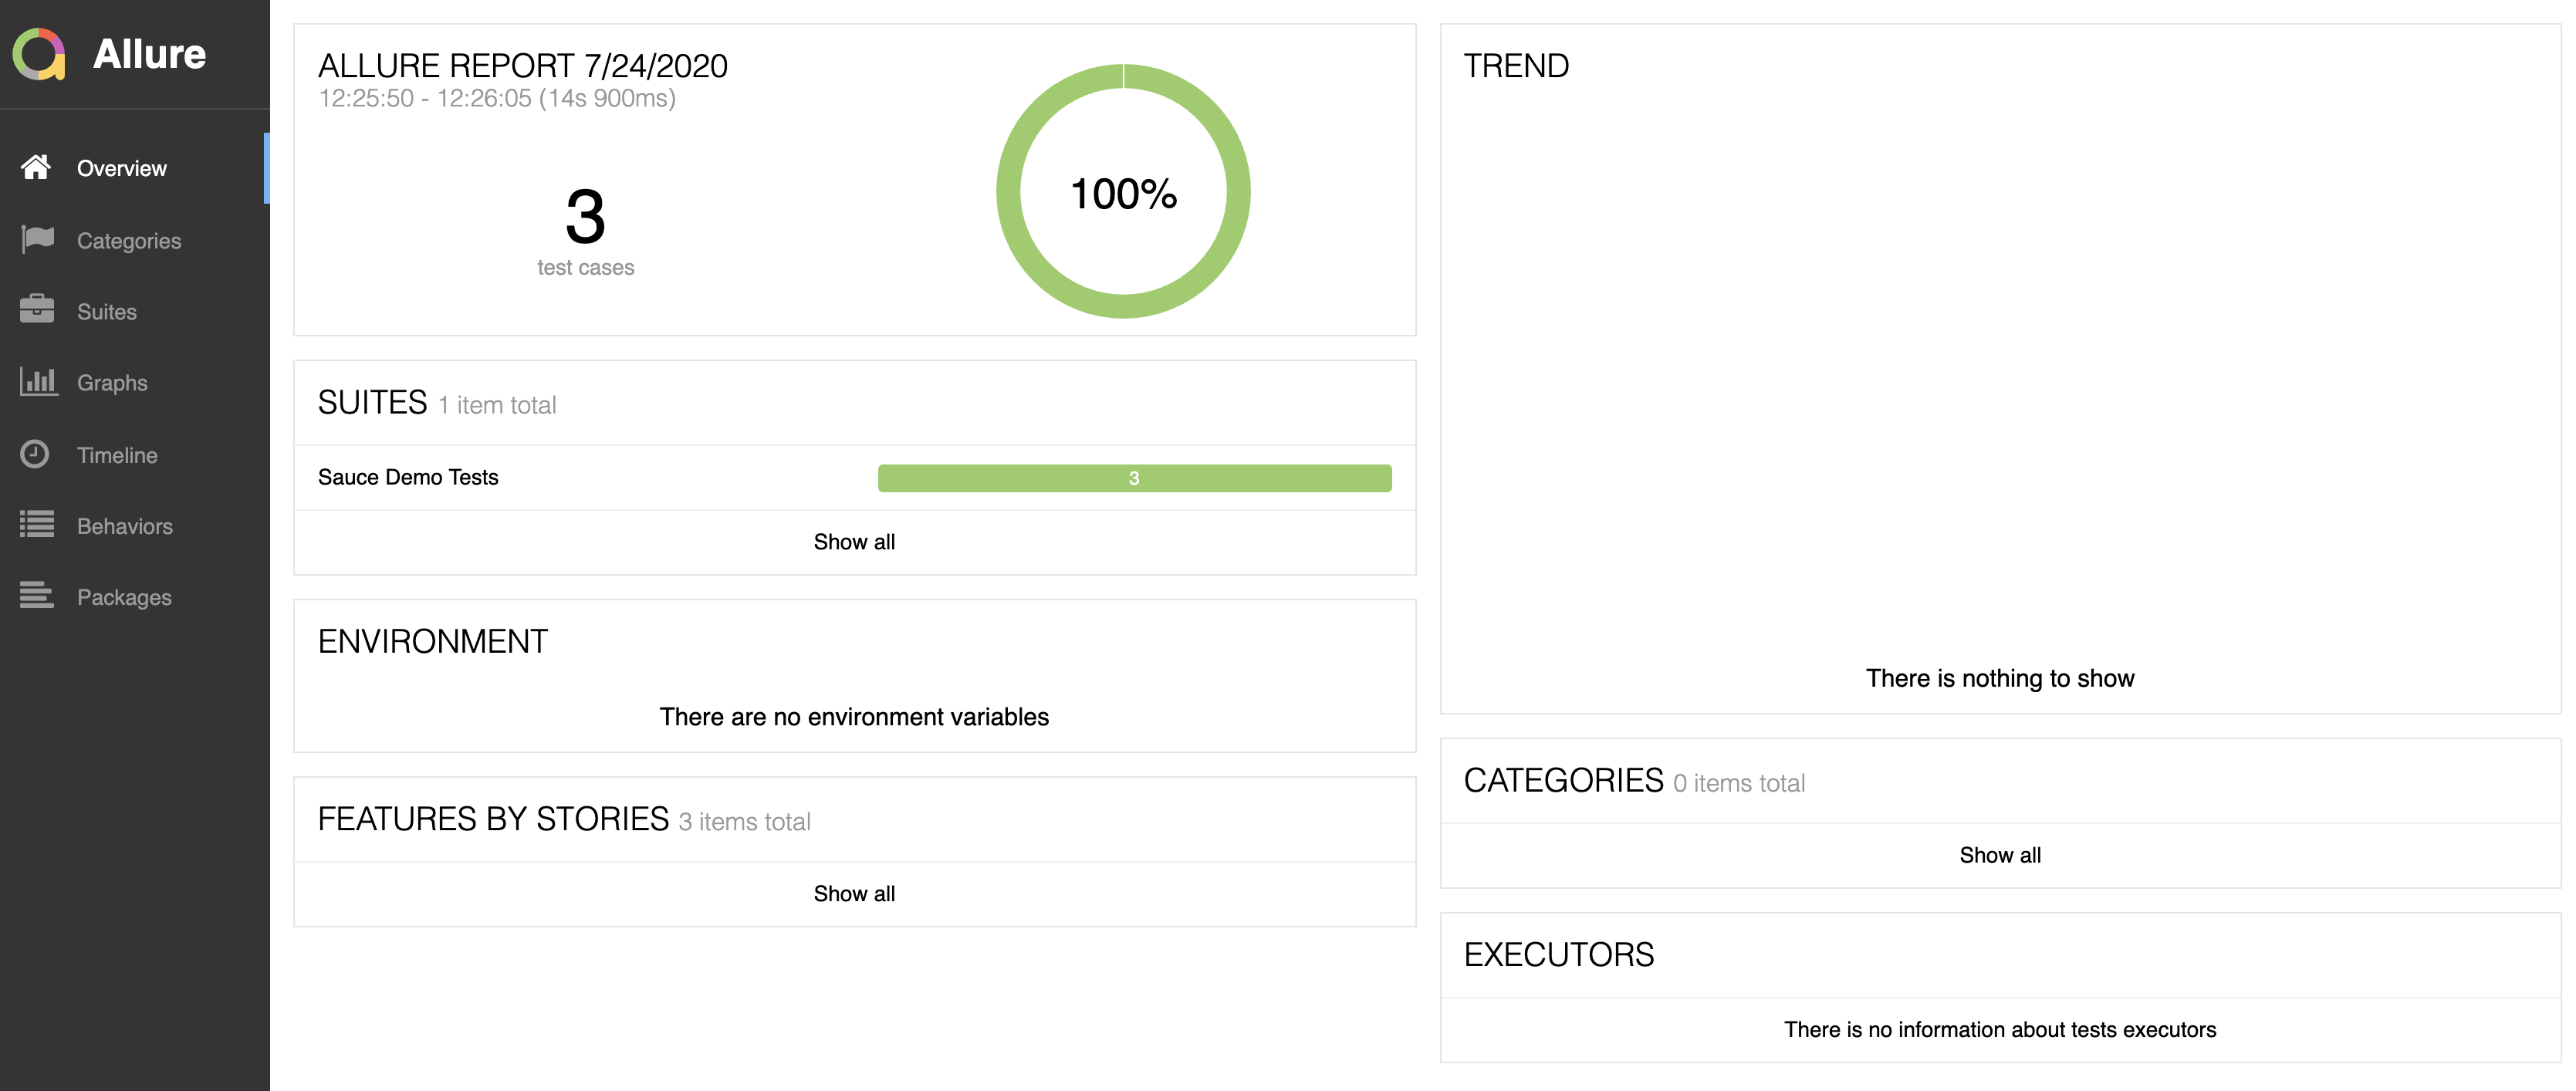 Allure
Overview
Categories
Suites
Graphs
Timeline
Behaviors
Packages
ALLURE REPORT 7/24/2020
12:25:50 - 12:26:05 (14s 900ms)
3
test cases
100%
SUITES 1 item total
Sauce Demo Tests 3
Show all
ENVIRONMENT
There are no environment variables
FEATURES BY STORIES 3 items total
Show all
TREND
There is nothing to show
CATEGORIES 0 items total
Show all
EXECUTORS
There is no information about tests executors